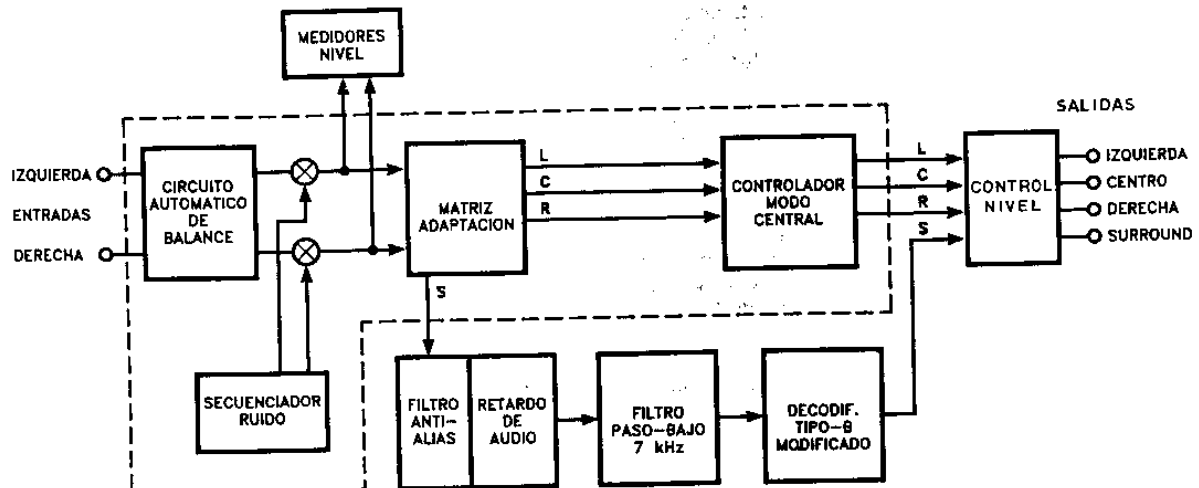 MEDIDORES
NIVEL
SALIDAS
IZQUIERDA
ENTRADAS
DERECHA
CIRCUITO
AUTOMATICO
DE
BALANCE
MATRIZ
ADAPTACION
L
C
R
S
CONTROLADOR
MODO
CENTRAL
L
C
R
S
CONTROL
NIVEL
IZQUIERDA
CENTRO
DERECHA
SURROUND
SECUENCIADOR
RUIDO
FILTRO
ANTI-
ALIAS
RETARDO
DE
AUDIO
FILTRO
PASO-BAJO
7 kHz
DECODIF.
TIPO-B
MODIFICADO